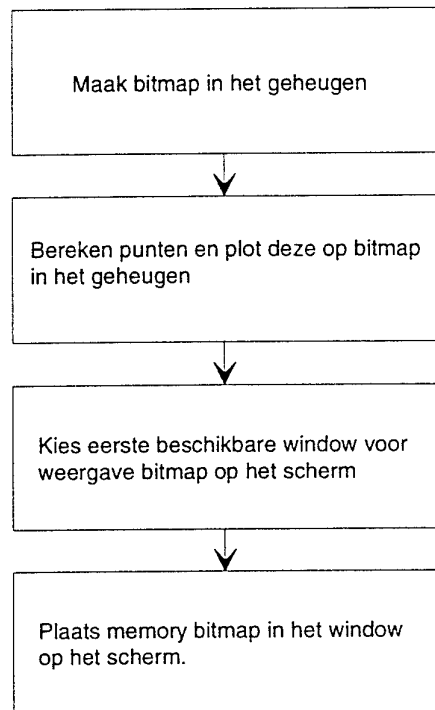 Maak bitmap in het geheugen
Bereken punten en plot deze op bitmap
in het geheugen
Kies eerste beschikbare window voor
weergave bitmap op het scherm
Plaats memory bitmap in het window
op het scherm.